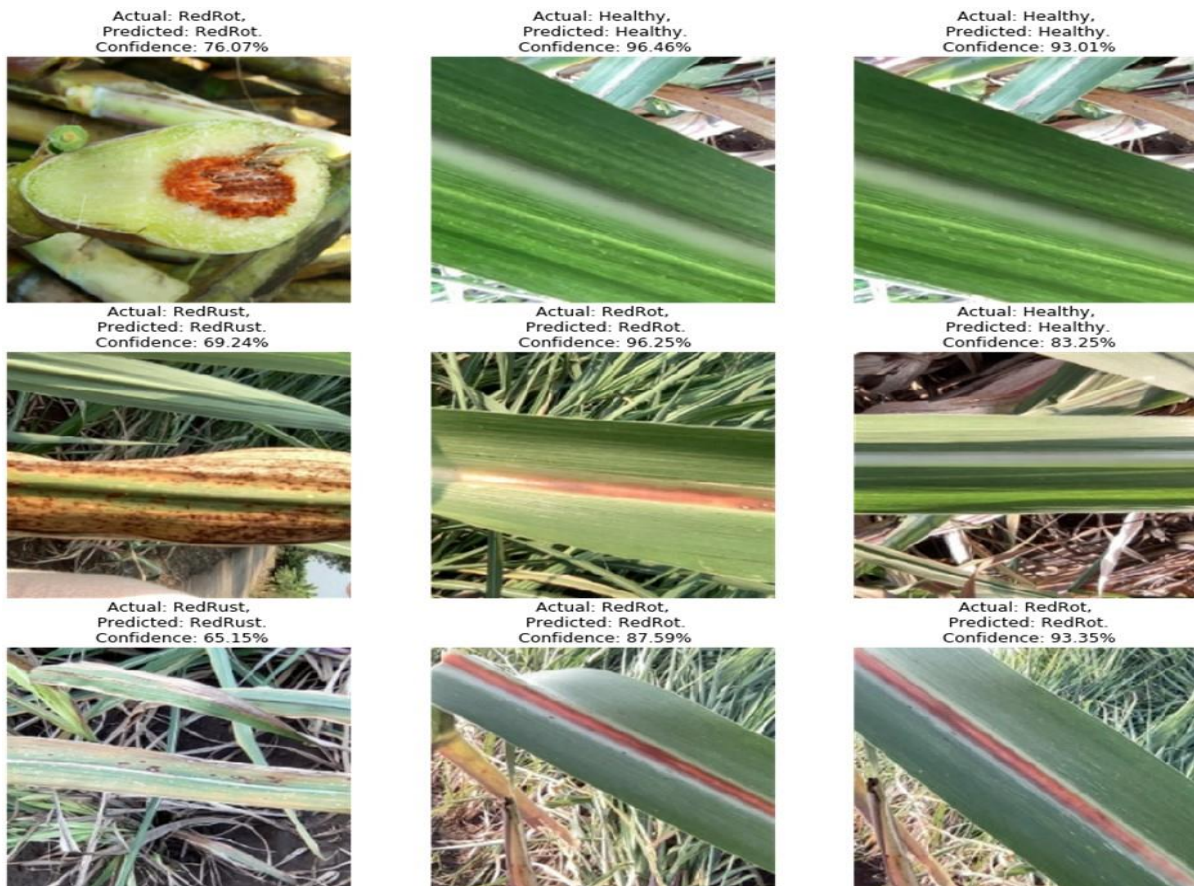 Actual: RedRot,
Predicted: RedRot.
Confidence: 76.07%
Actual: Healthy,
Predicted: Healthy.
Confidence: 96.46%
Actual: Healthy,
Predicted: Healthy.
Confidence: 93.01%
Actual: RedRust,
Predicted: RedRust.
Confidence: 69.24%
Actual: RedRot,
Predicted: RedRot.
Confidence: 96.25%
Actual: Healthy,
Predicted: Healthy.
Confidence: 83.25%
Actual: RedRust,
Predicted: RedRust.
Confidence: 65.15%
Actual: RedRot,
Predicted: RedRot.
Confidence: 87.59%
Actual: RedRot,
Predicted: RedRot.
Confidence: 93.35%